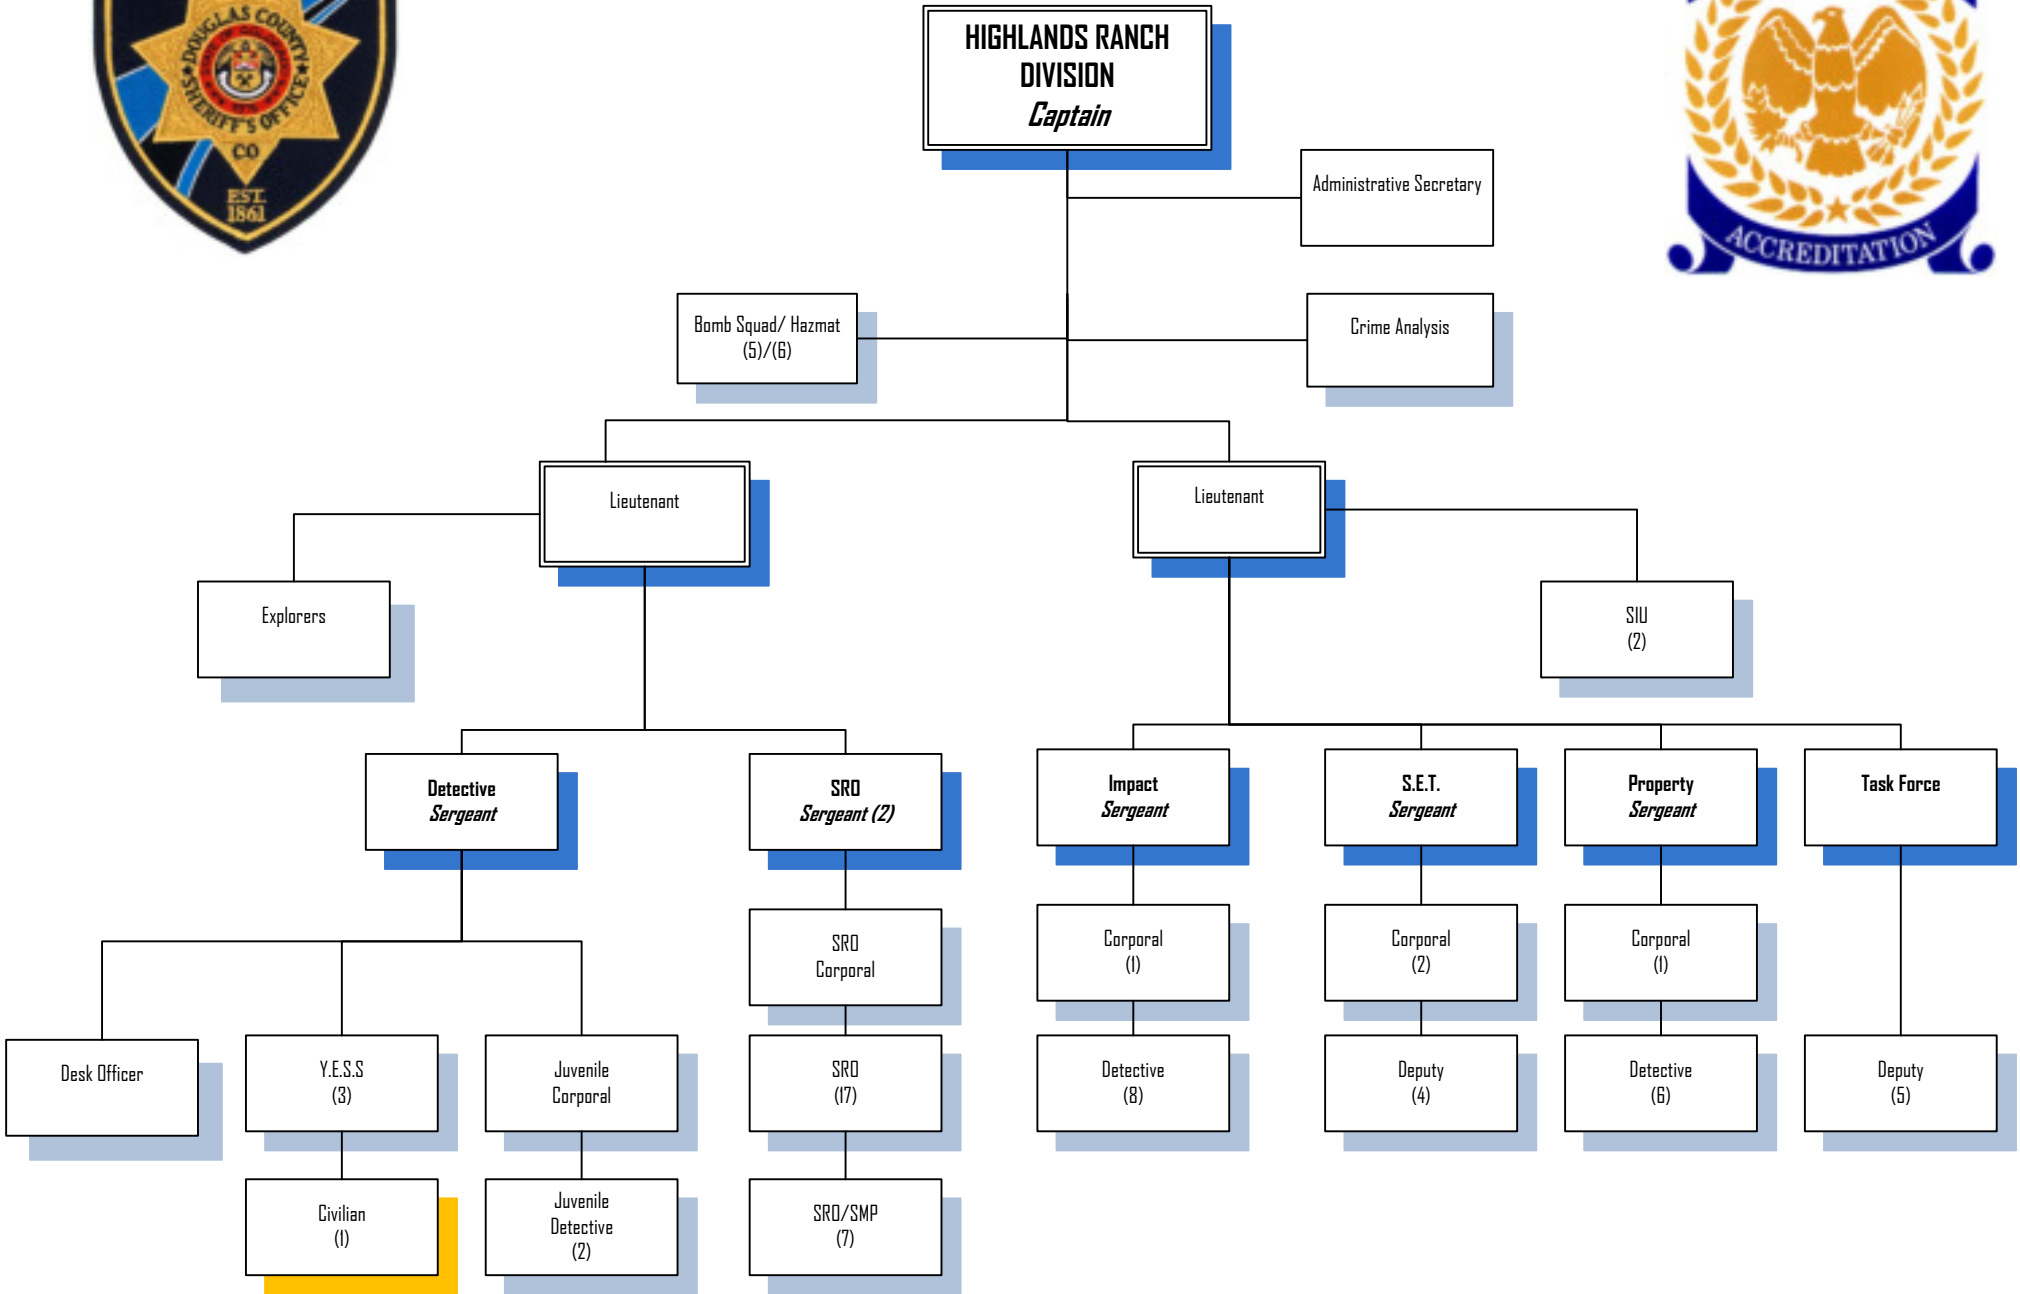 DOUGLAS COUNTY
SHERIFF'S OFFICE
CO
EST.
1861
HIGHLANDS RANCH
DIVISION
Captain
ACCREDITATION
Administrative Secretary
Bomb Squad/ Hazmat
(5)/(6)
Crime Analysis
Lieutenant
Lieutenant
Explorers
SIU
(2)
Detective
Sergeant
SRO
Sergeant (2)
Impact
Sergeant
S.E.T.
Sergeant
Property
Sergeant
Task Force
SRO
Corporal
Corporal
(1)
Corporal
(2)
Corporal
(1)
Desk Officer
Y.E.S.S
(3)
Juvenile
Corporal
SRO
(17)
Detective
(8)
Deputy
(4)
Detective
(6)
Deputy
(5)
Civilian
(1)
Juvenile
Detective
(2)
SRO/SMP
(7)